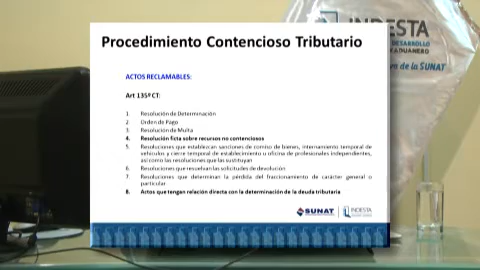 INDESTA
DESARROLLO
ADUANERO
en de la SUNAT
Procedimiento Contencioso Tributario
ACTOS RECLAMABLES:
Art 135º CT:
1. Resolución de Determinación
2. Orden de Pago
3. Resolución de Multa
4. Resolución ficta sobre recursos no contenciosos
5. Resoluciones que establezcan sanciones de comiso de bienes, internamiento temporal de
vehículos y cierre temporal de establecimiento u oficina de profesionales independientes,
así como las resoluciones que las sustituyan
6. Resoluciones que resuelvan las solicitudes de devolución
7. Resoluciones que determinan la pérdida del fraccionamiento de carácter general o
particular
8. Actos que tengan relación directa con la determinación de la deuda tributaria
SUNAT
INDESTA